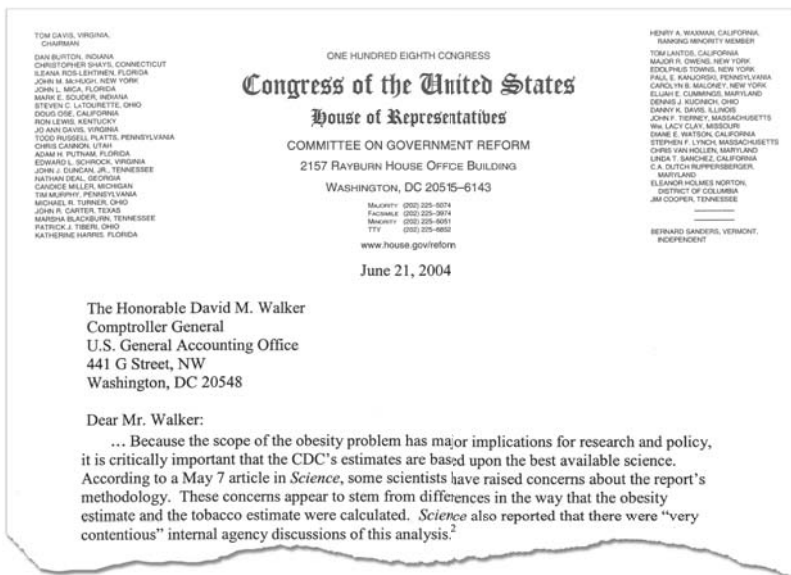 TOM DAVIS, VIRGINIA,
CHAIRMAN
DAN BURTON, INDIANA
CHRISTOPHER SHAYS, CONNECTICUT
ILEANA ROS-LEHTINEN, FLORIDA
JOHN M. McHUGH, NEW YORK
JOHN L. MICA, FLORIDA
MARK E. SOUDER, INDIANA
STEVEN C. LaTOURETTE, OHIO
DOUG OSE, CALIFORNIA
RON LEWIS, KENTUCKY
JO ANN DAVIS, VIRGINIA
TODD RUSSELL PLATTS, PENNSYLVANIA
CHRIS CANNON, UTAH
ADAM H. PUTNAM, FLORIDA
EDWARD L. SCHROCK, VIRGINIA
JOHN J. DUNCAN, JR., TENNESSEE
NATHAN DEAL, GEORGIA
CANDICE MILLER, MICHIGAN
TIM MURPHY, PENNSYLVANIA
MICHAEL R. TURNER, OHIO
JOHN R. CARTER, TEXAS
MARSHA BLACKBURN, TENNESSEE
PATRICK J. TIBERI, OHIO
KATHERINE HARRIS, FLORIDA
ONE HUNDRED EIGHTH CONGRESS
Congress of the United States
House of Representatives
COMMITTEE ON GOVERNMENT REFORM
2157 RAYBURN HOUSE OFFICE BUILDING
WASHINGTON, DC 20515–6143
MAJORITY (202) 225–5074
FACSIMILE (202) 225–3974
MINORITY (202) 225–5051
TTY (202) 225–6852
www.house.gov/reform
HENRY A. WAXMAN, CALIFORNIA,
RANKING MINORITY MEMBER
TOM LANTOS, CALIFORNIA
MAJOR R. OWENS, NEW YORK
EDOLPHUS TOWNS, NEW YORK
PAUL E. KANJORSKI, PENNSYLVANIA
CAROLYN B. MALONEY, NEW YORK
ELIJAH E. CUMMINGS, MARYLAND
DENNIS J. KUCINICH, OHIO
DANNY K. DAVIS, ILLINOIS
JOHN F. TIERNEY, MASSACHUSETTS
Wm. LACY CLAY, MISSOURI
DIANE E. WATSON, CALIFORNIA
STEPHEN F. LYNCH, MASSACHUSETTS
CHRIS VAN HOLLEN, MARYLAND
LINDA T. SANCHEZ, CALIFORNIA
C.A. DUTCH RUPPERSBERGER,
MARYLAND
ELEANOR HOLMES NORTON,
DISTRICT OF COLUMBIA
JIM COOPER, TENNESSEE
BERNARD SANDERS, VERMONT,
INDEPENDENT
June 21, 2004
The Honorable David M. Walker
Comptroller General
U.S. General Accounting Office
441 G Street, NW
Washington, DC 20548
Dear Mr. Walker:
... Because the scope of the obesity problem has major implications for research and policy,
it is critically important that the CDC's estimates are based upon the best available science.
According to a May 7 article in Science, some scientists have raised concerns about the report's
methodology. These concerns appear to stem from differences in the way that the obesity
estimate and the tobacco estimate were calculated. Science also reported that there were “very
contentious” internal agency discussions of this analysis.2